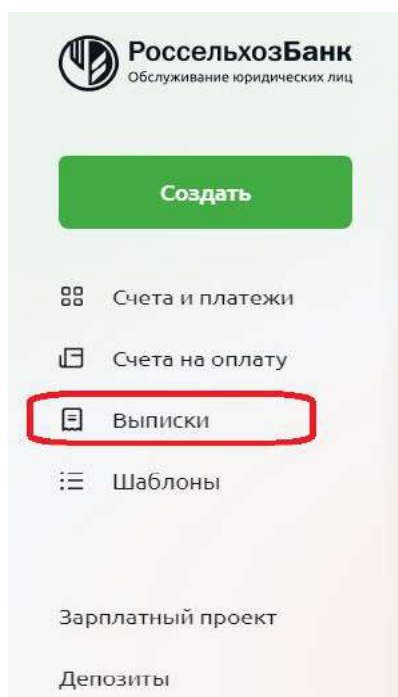 РоссельхозБанк
Обслуживание юридических лиц
Создать
Счета и платежи
Счета на оплату
Выписки
Шаблоны
Зарплатный проект
Депозиты